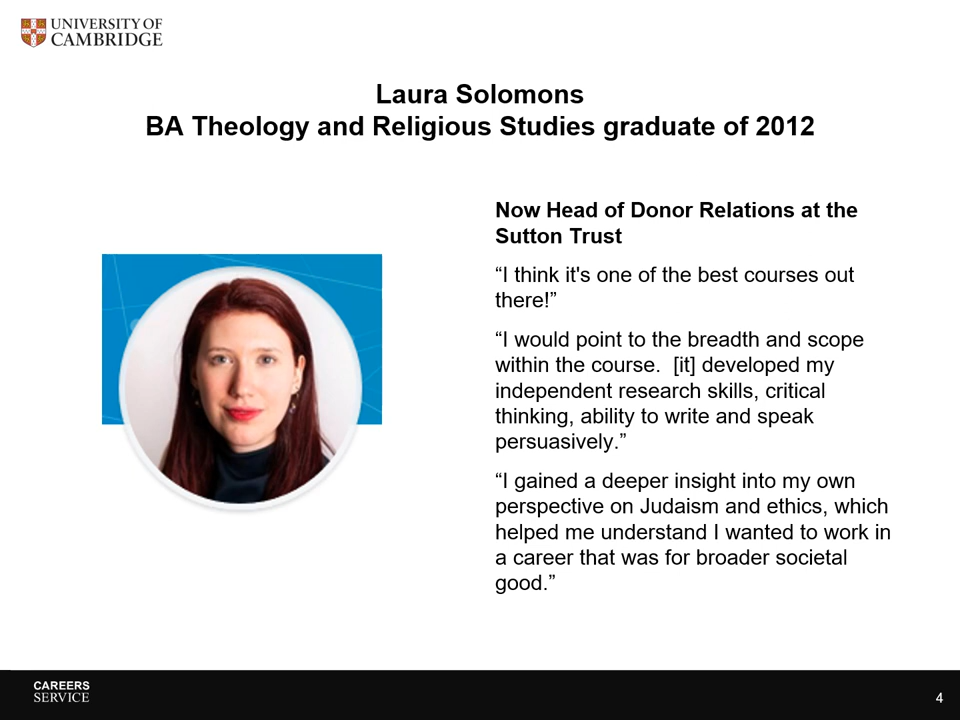 UNIVERSITY OF
CAMBRIDGE
Laura Solomons
BA Theology and Religious Studies graduate of 2012
Now Head of Donor Relations at the
Sutton Trust
“I think it's one of the best courses out
there!”
“I would point to the breadth and scope
within the course.  [it] developed my
independent research skills, critical
thinking, ability to write and speak
persuasively.”
“I gained a deeper insight into my own
perspective on Judaism and ethics, which
helped me understand I wanted to work in
a career that was for broader societal
good.”
CAREERS
SERVICE
4